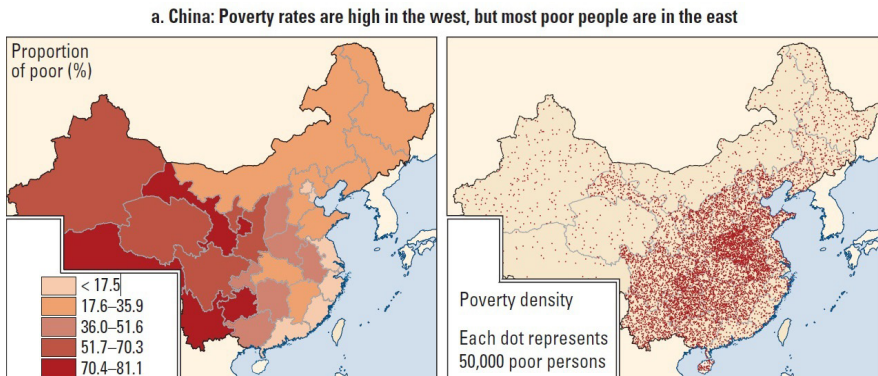 a. China: Poverty rates are high in the west, but most poor people are in the east
Proportion
of poor (%)
< 17.5
17.6–35.9
36.0–51.6
51.7–70.3
70.4–81.1
Poverty density
Each dot represents
50,000 poor persons